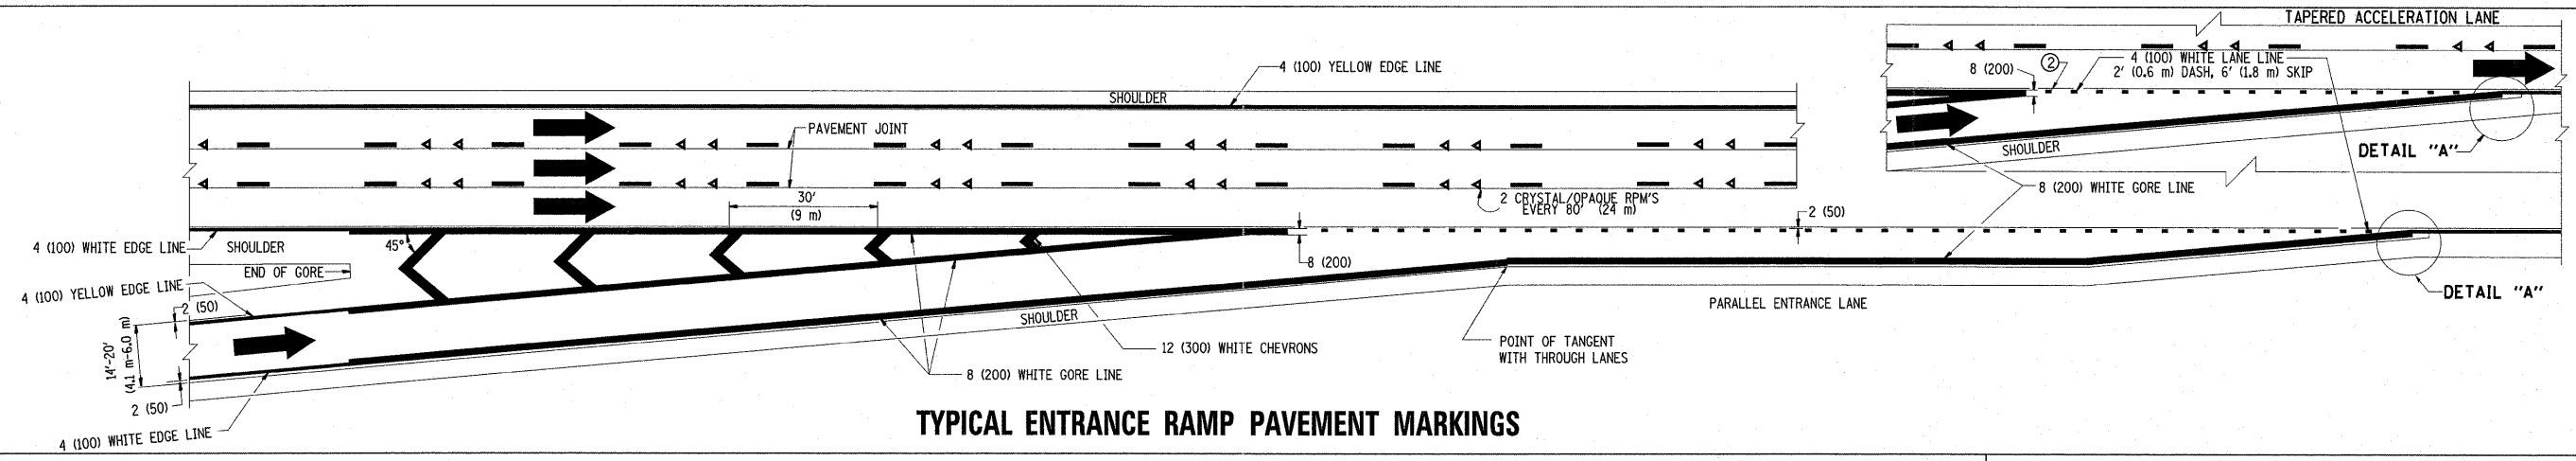 TAPERED ACCELERATION LANE
4 (100) YELLOW EDGE LINE
8 (200)
2
4 (100) WHITE LANE LINE
2' (0.6 m) DASH, 6' (1.8 m) SKIP
SHOULDER
PAVEMENT JOINT
SHOULDER
DETAIL "A"
30'
(9 m)
2 CRYSTAL/OPAQUE RPM'S
EVERY 80' (24 m)
8 (200) WHITE GORE LINE
2 (50)
4 (100) WHITE EDGE LINE
SHOULDER
45°
8 (200)
END OF GORE
4 (100) YELLOW EDGE LINE
2 (50)
DETAIL "A"
PARALLEL ENTRANCE LANE
SHOULDER
14'-20'
(4.1 m-6.0 m)
12 (300) WHITE CHEVRONS
POINT OF TANGENT
WITH THROUGH LANES
8 (200) WHITE GORE LINE
2 (50)
4 (100) WHITE EDGE LINE
TYPICAL ENTRANCE RAMP PAVEMENT MARKINGS